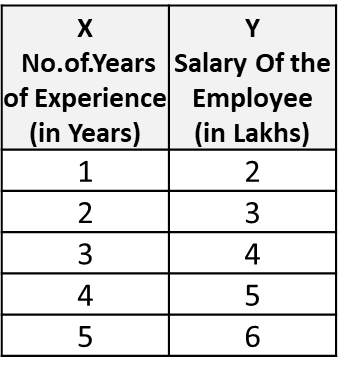 X Y
No.of.Years Salary Of the
of Experience Employee
(in Years) (in Lakhs)
1 2
2 3
3 4
4 5
5 6